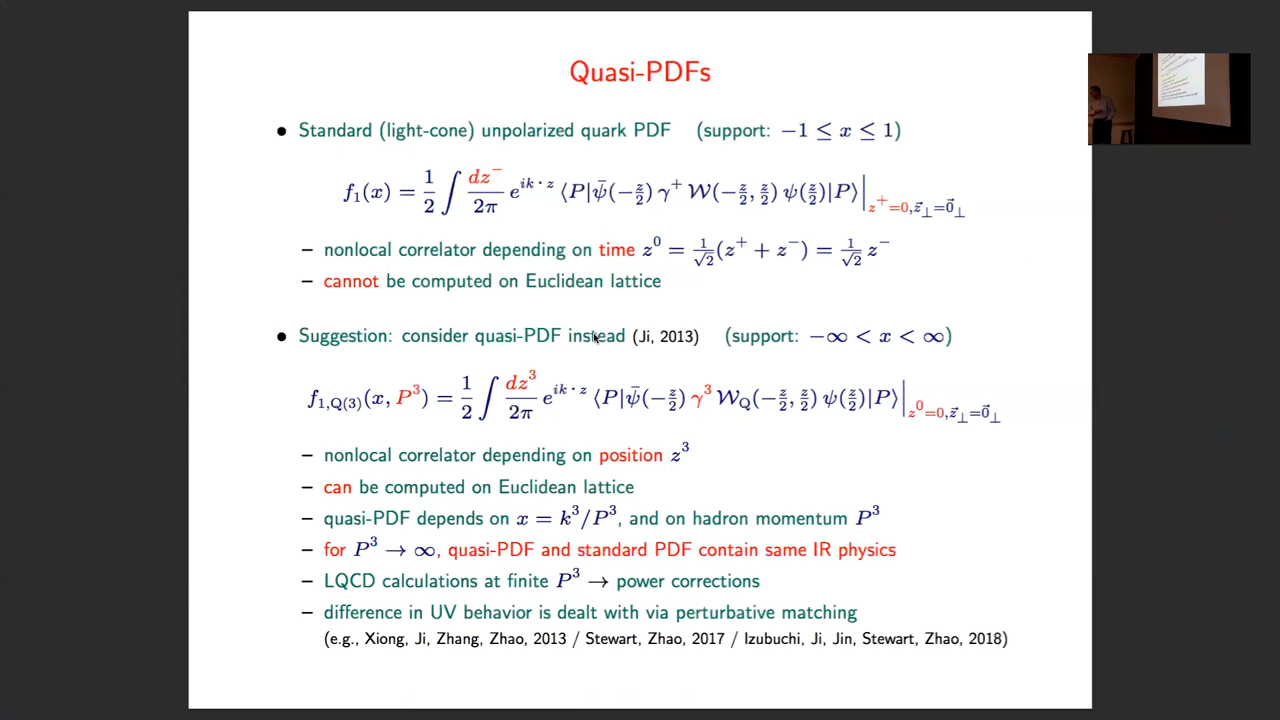 Quasi-PDFs
• Standard (light-cone) unpolarized quark PDF (support: −1 ≤ x ≤ 1)
f₁(x) = 1/2 ∫ dz⁻/2π e^{ik·z} ⟨P|ψ̄(−z/2) γ⁺ 𝒲(−z/2, z/2) ψ(z/2)|P⟩|_{z⁺=0, z⃗_⊥=0⃗_⊥}
– nonlocal correlator depending on time z⁰ = 1/√2 (z⁺ + z⁻) = 1/√2 z⁻
– cannot be computed on Euclidean lattice
• Suggestion: consider quasi-PDF instead (Ji, 2013) (support: −∞ < x < ∞)
f_{1,Q(3)}(x, P³) = 1/2 ∫ dz³/2π e^{ik·z} ⟨P|ψ̄(−z/2) γ³ 𝒲_Q(−z/2, z/2) ψ(z/2)|P⟩|_{z⁰=0, z⃗_⊥=0⃗_⊥}
– nonlocal correlator depending on position z³
– can be computed on Euclidean lattice
– quasi-PDF depends on x = k³/P³, and on hadron momentum P³
– for P³ → ∞, quasi-PDF and standard PDF contain same IR physics
– LQCD calculations at finite P³ → power corrections
– difference in UV behavior is dealt with via perturbative matching
(e.g., Xiong, Ji, Zhang, Zhao, 2013 / Stewart, Zhao, 2017 / Izubuchi, Ji, Jin, Stewart, Zhao, 2018)